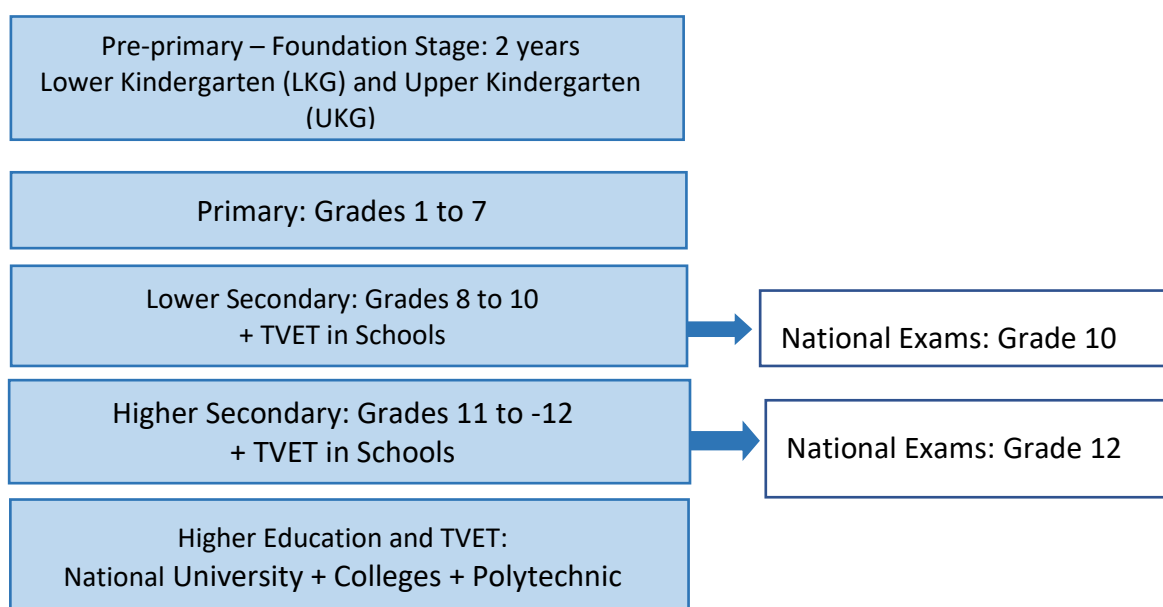 Pre-primary – Foundation Stage: 2 years
Lower Kindergarten (LKG) and Upper Kindergarten
(UKG)
Primary: Grades 1 to 7
Lower Secondary: Grades 8 to 10
+ TVET in Schools
National Exams: Grade 10
Higher Secondary: Grades 11 to -12
+ TVET in Schools
National Exams: Grade 12
Higher Education and TVET:
National University + Colleges + Polytechnic